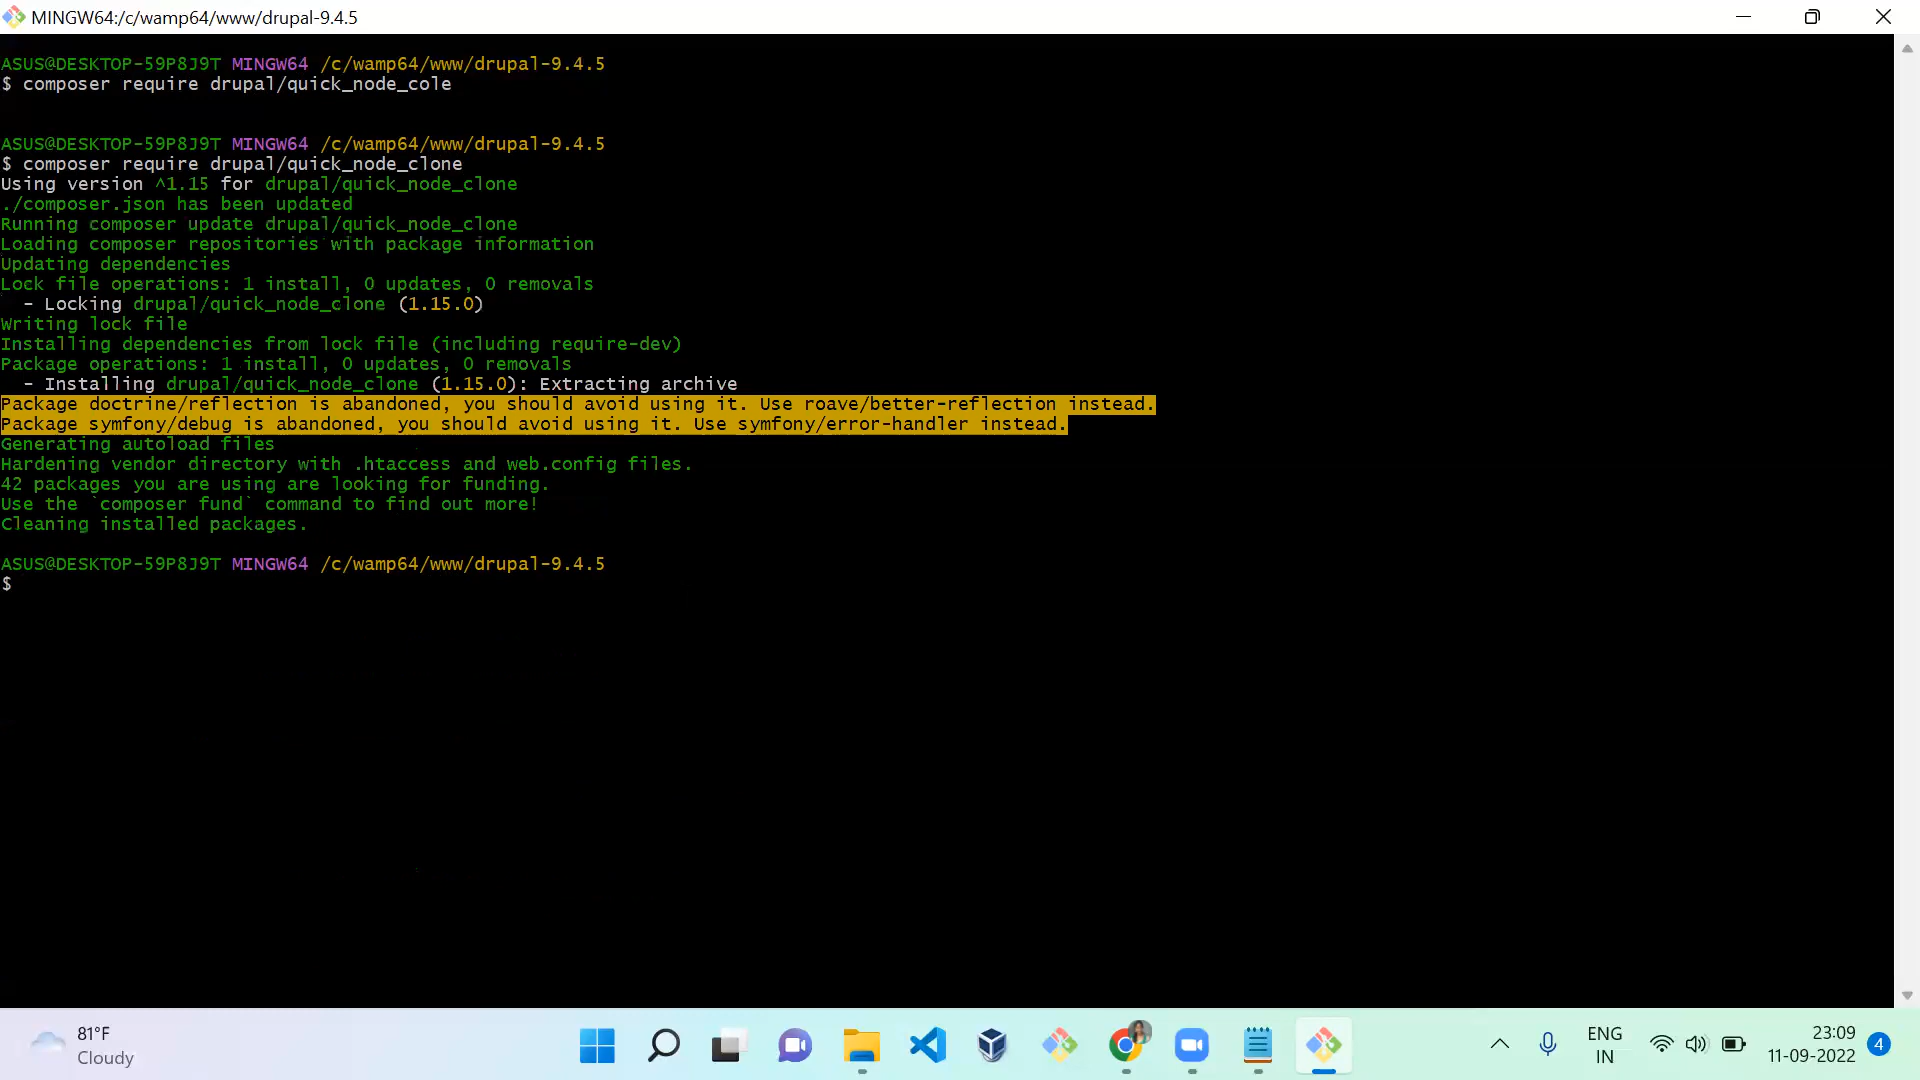 MINGW64:/c/wamp64/www/drupal-9.4.5
ASUS@DESKTOP-59P8J9T MINGW64 /c/wamp64/www/drupal-9.4.5
$ composer require drupal/quick_node_cole
ASUS@DESKTOP-59P8J9T MINGW64 /c/wamp64/www/drupal-9.4.5
$ composer require drupal/quick_node_clone
Using version ^1.15 for drupal/quick_node_clone
./composer.json has been updated
Running composer update drupal/quick_node_clone
Loading composer repositories with package information
Updating dependencies
Lock file operations: 1 install, 0 updates, 0 removals
  - Locking drupal/quick_node_clone (1.15.0)
Writing lock file
Installing dependencies from lock file (including require-dev)
Package operations: 1 install, 0 updates, 0 removals
  - Installing drupal/quick_node_clone (1.15.0): Extracting archive
Package doctrine/reflection is abandoned, you should avoid using it. Use roave/better-reflection instead.
Package symfony/debug is abandoned, you should avoid using it. Use symfony/error-handler instead.
Generating autoload files
Hardening vendor directory with .htaccess and web.config files.
42 packages you are using are looking for funding.
Use the `composer fund` command to find out more!
Cleaning installed packages.
ASUS@DESKTOP-59P8J9T MINGW64 /c/wamp64/www/drupal-9.4.5
$
81°F
Cloudy
ENG
IN
23:09
11-09-2022
4